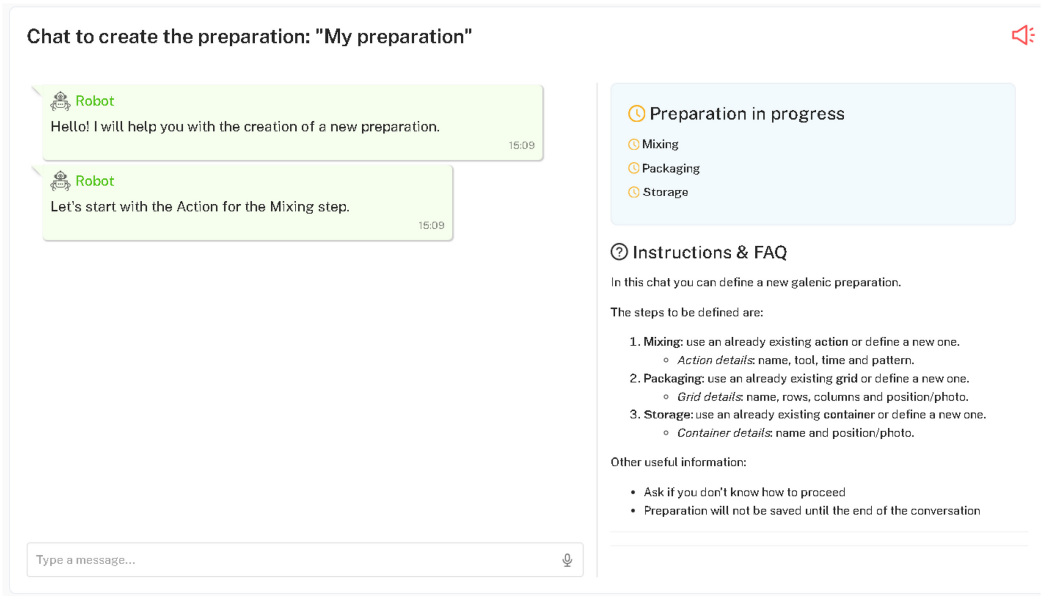 Chat to create the preparation: "My preparation"
Robot
Hello! I will help you with the creation of a new preparation.
15:09
Robot
Let's start with the Action for the Mixing step.
15:09
Type a message...
Preparation in progress
Mixing
Packaging
Storage
Instructions & FAQ
In this chat you can define a new galenic preparation.
The steps to be defined are:
1. Mixing: use an already existing action or define a new one.
Action details: name, tool, time and pattern.
2. Packaging: use an already existing grid or define a new one.
Grid details: name, rows, columns and position/photo.
3. Storage: use an already existing container or define a new one.
Container details: name and position/photo.
Other useful information:
Ask if you don't know how to proceed
Preparation will not be saved until the end of the conversation